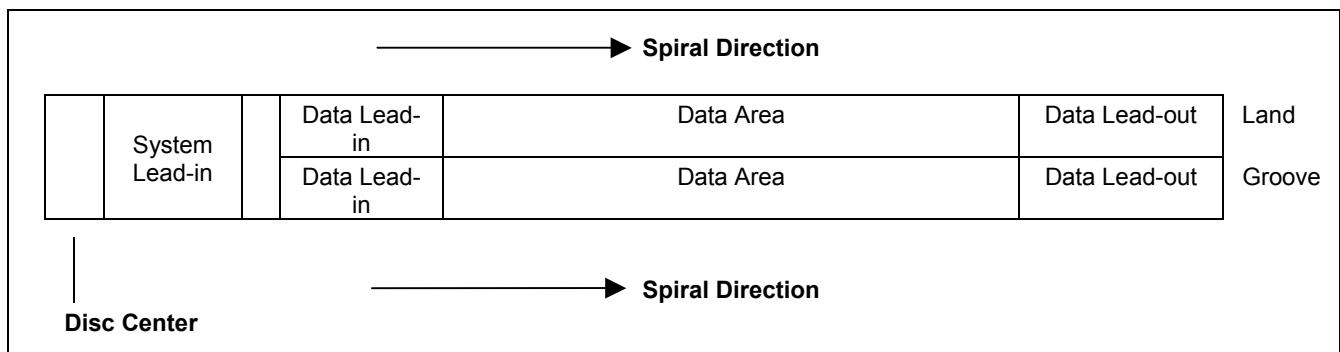 Spiral Direction
Data Lead-
in
Data Area
Data Lead-out
Land
System
Lead-in
Data Lead-
in
Data Area
Data Lead-out
Groove
Spiral Direction
Disc Center